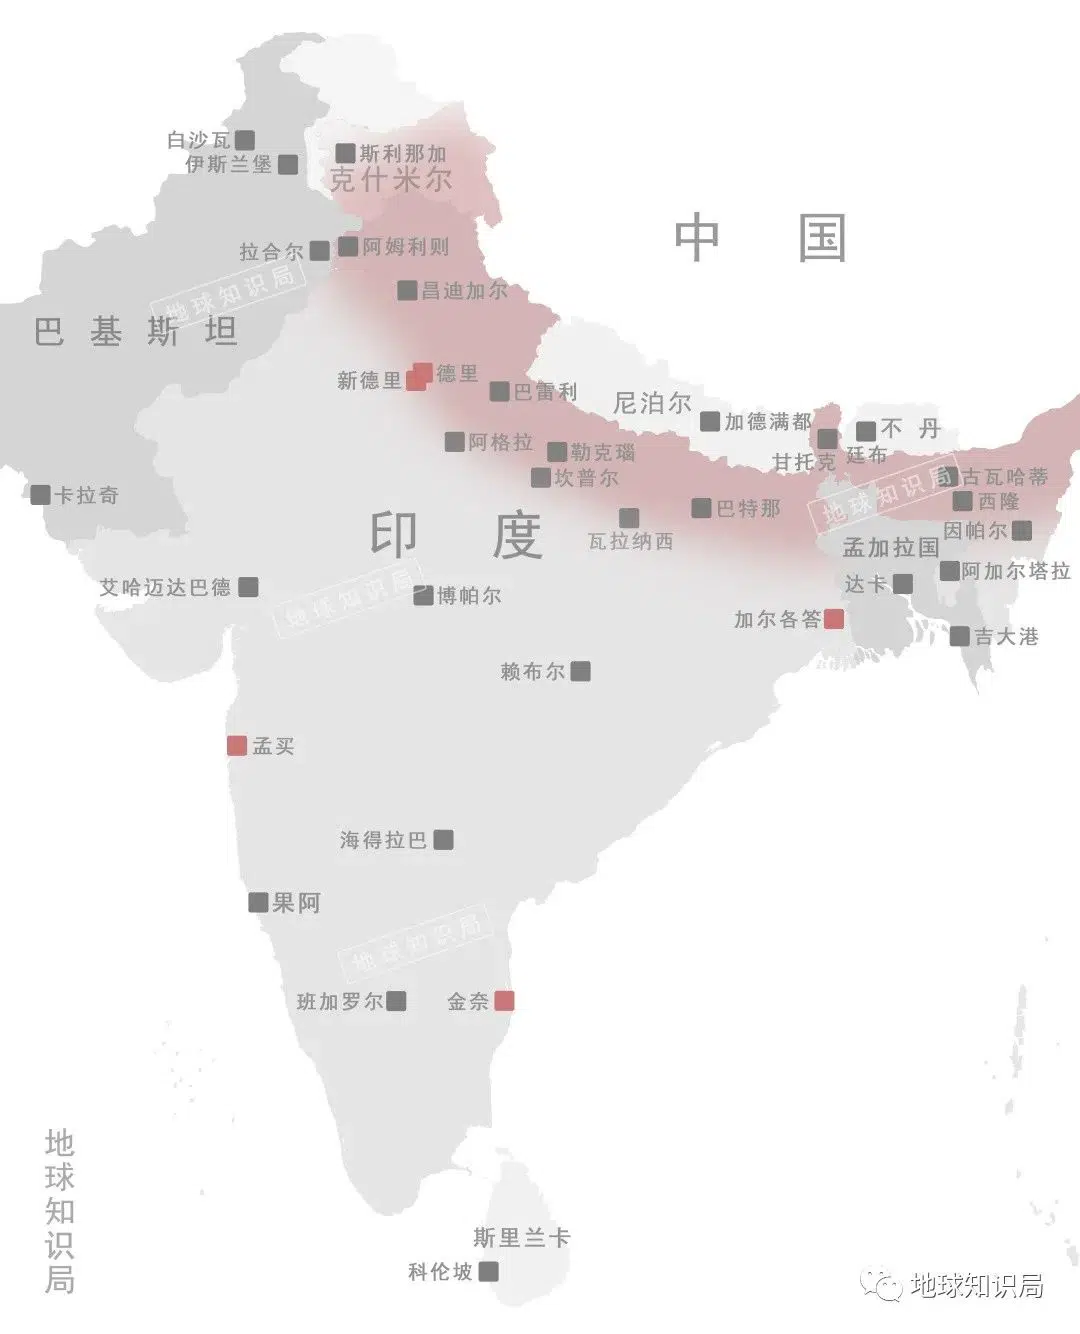 白沙瓦
伊斯兰堡
斯利那加
克什米尔
中 国
拉合尔
阿姆利则
昌迪加尔
地球知识局
巴基斯坦
新德里
德里
巴雷利
尼泊尔
加德满都
不丹
阿格拉
勒克瑙
甘托克
廷布
坎普尔
古瓦哈蒂
卡拉奇
地球知识局
西隆
巴特那
印 度
瓦拉纳西
因帕尔
孟加拉国
阿加尔塔拉
艾哈迈达巴德
地球知识局
博帕尔
达卡
加尔各答
吉大港
赖布尔
孟买
海得拉巴
果阿
地球知识局
班加罗尔
金奈
地球知识局
斯里兰卡
科伦坡
地球知识局